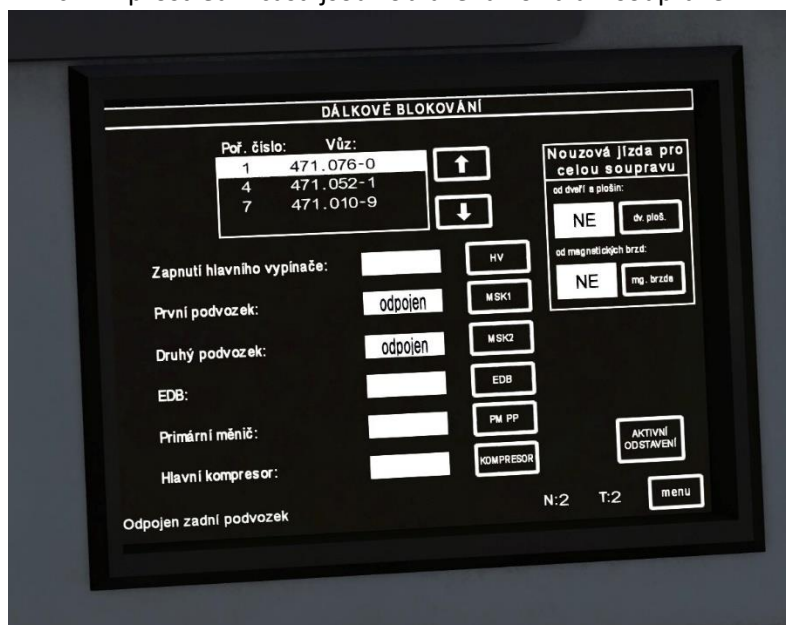 DÁLKOVÉ BLOKOVÁNÍ
Poř. číslo: Vůz:
1 471.076-0
4 471.052-1
7 471.010-9
Nouzová jízda pro
celou soupravu
od dveří a plošin:
NE dv. ploš.
od magnetických brzd:
NE mg. brzda
Zapnutí hlavního vypínače: HV
První podvozek: odpojen MSK1
Druhý podvozek: odpojen MSK2
EDB: EDB
Primární měnič: PM PP
Hlavní kompresor: KOMPRESOR
AKTIVNÍ
ODSTAVENÍ
N:2 T:2 menu
Odpojen zadní podvozek